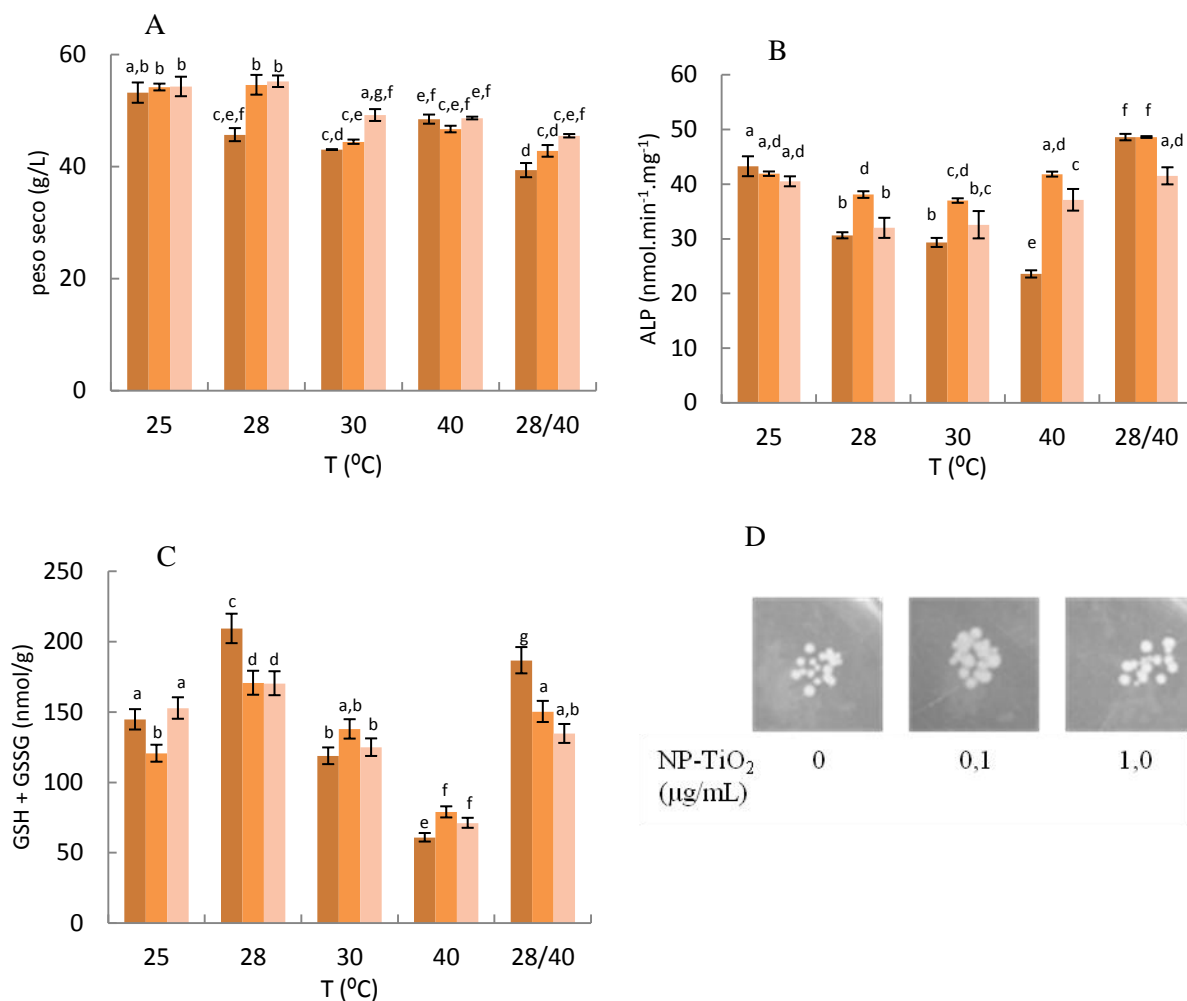 A
peso seco (g/L)
60
40
20
0
a,b b b
c,e,f b b
c,d c,e a,g,f
e,f c,e,f e,f
d c,d c,e,f
25 28 30 40 28/40
T (⁰C)
B
ALP (nmol.min⁻¹.mg⁻¹)
60
50
40
30
20
10
0
a a,d a,d
b d b
b c,d b,c
e a,d c
f f a,d
25 28 30 40 28/40
T (⁰C)
C
GSH + GSSG (nmol/g)
250
200
150
100
50
0
a b a
c d d
b a,b b
e f f
g a a,b
25 28 30 40 28/40
T (⁰C)
D
NP-TiO₂ 0 0,1 1,0
(µg/mL)